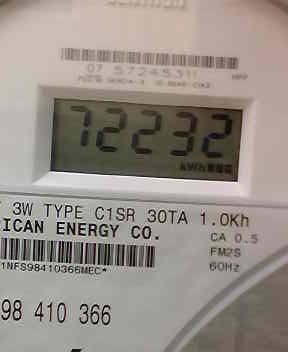 07 57245311
72232
kWh
3W TYPE C1SR 30TA 1.0Kh
ICAN ENERGY CO.
CA 0.5
FM2S
60Hz
1NFS98410366MEC*
98 410 366